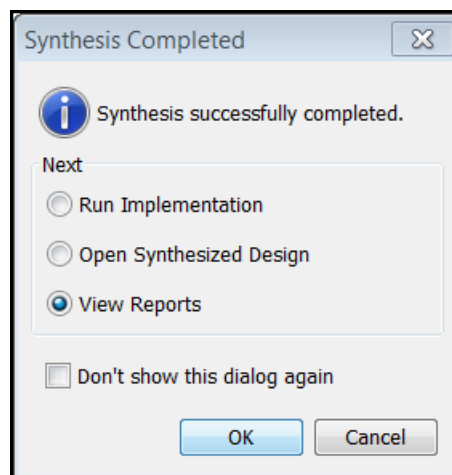 Synthesis Completed
Synthesis successfully completed.
Next
Run Implementation
Open Synthesized Design
View Reports
Don't show this dialog again
OK
Cancel